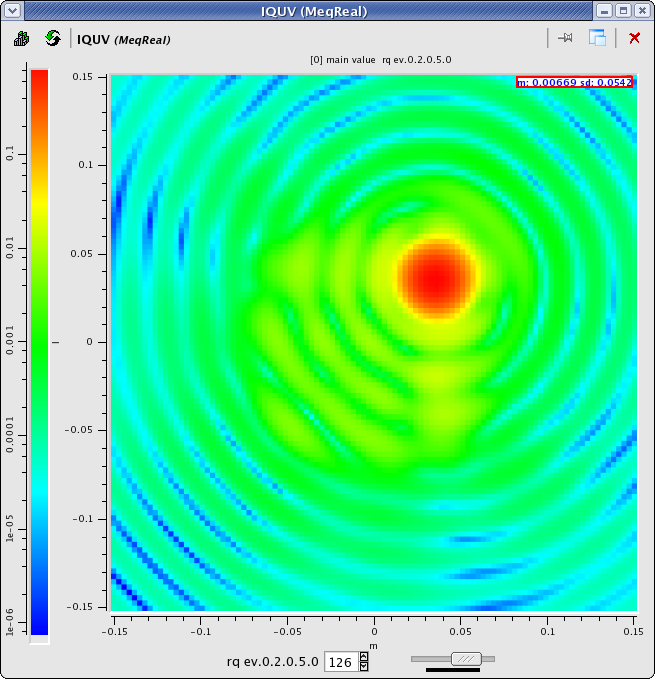 IQUV (MeqReal)
IQUV (MeqReal)
[0] main value rq ev.0.2.0.5.0
m: 0.00669 sd: 0.0542
0.1
0.01
0.001
0.0001
1e-05
1e-06
0.15
0.1
0.05
0
-0.05
-0.1
-0.15
-0.15 -0.1 -0.05 0 0.05 0.1 0.15
m
rq ev.0.2.0.5.0 126